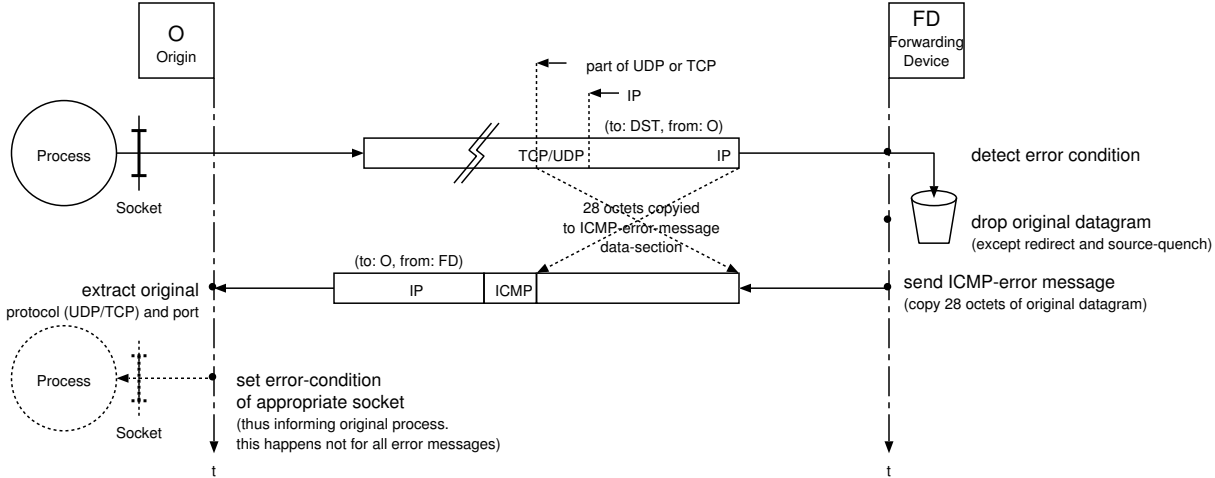 O
Origin
FD
Forwarding
Device
part of UDP or TCP
IP
(to: DST, from: O)
Process
TCP/UDP
IP
detect error condition
Socket
28 octets copyied
to ICMP-error-message
data-section
drop original datagram
(except redirect and source-quench)
(to: O, from: FD)
extract original
protocol (UDP/TCP) and port
IP
ICMP
send ICMP-error message
(copy 28 octets of original datagram)
Process
Socket
set error-condition
of appropriate socket
(thus informing original process.
this happens not for all error messages)
t
t